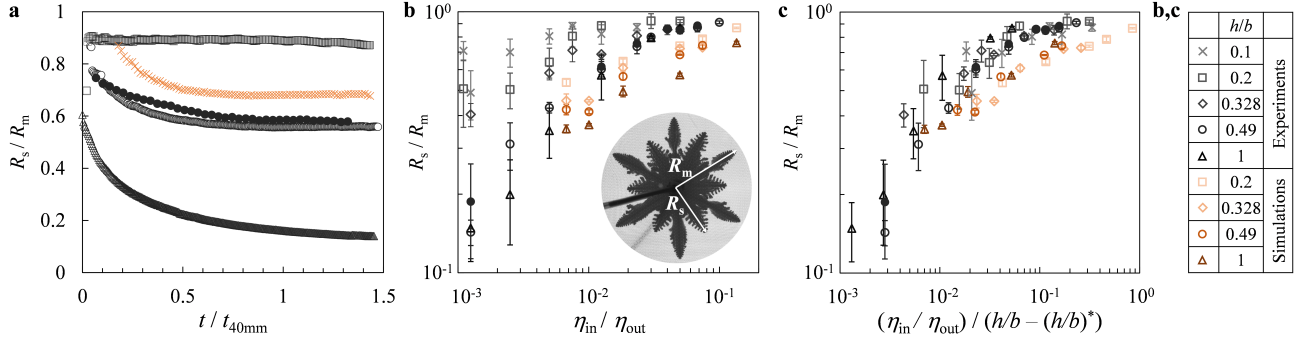 a
R_s / R_m
1
0.8
0.6
0.4
0.2
0
0 0.5 1 1.5
t / t_40mm
b
R_s / R_m
10^0
10^-1
10^-3 10^-2 10^-1
η_in / η_out
R_m
R_s
c
R_s / R_m
10^0
10^-1
10^-3 10^-2 10^-1 10^0
(η_in / η_out) / (h/b – (h/b)^*)
b,c
h/b
0.1
0.2
0.328
0.49
1
Experiments
0.2
0.328
0.49
1
Simulations